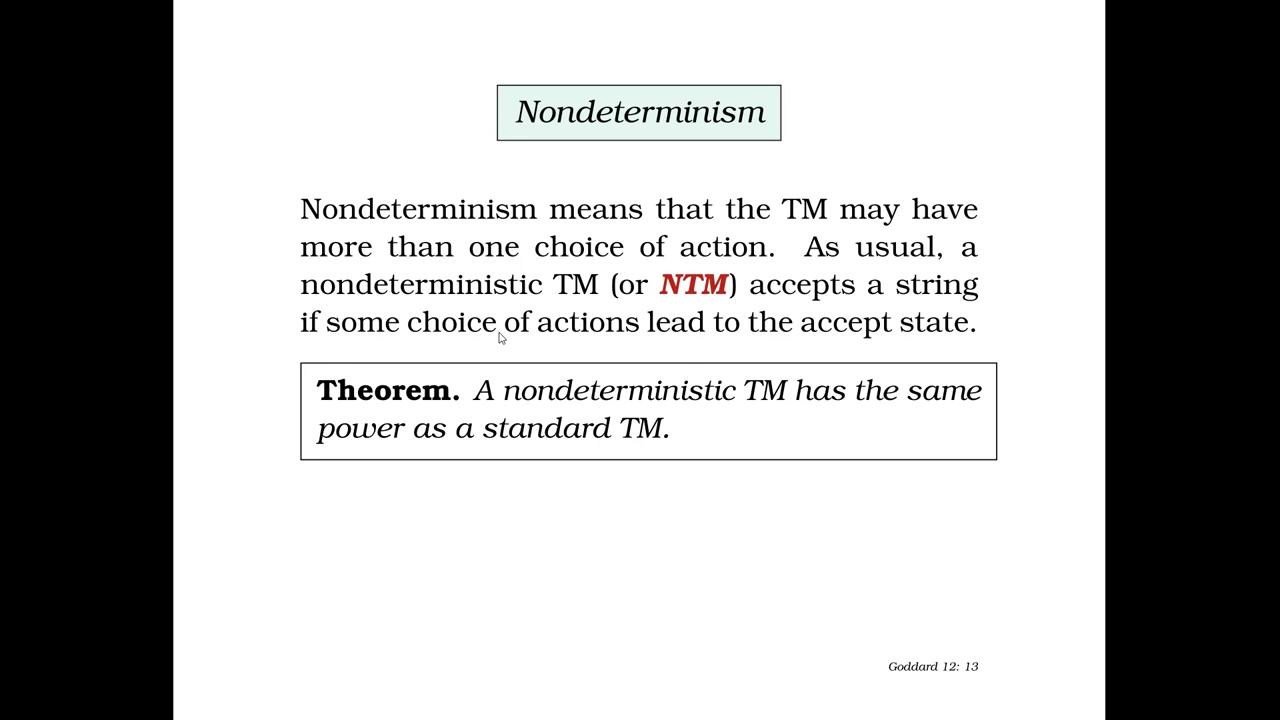 Nondeterminism
Nondeterminism means that the TM may have
more than one choice of action. As usual, a
nondeterministic TM (or NTM) accepts a string
if some choice of actions lead to the accept state.
Theorem. A nondeterministic TM has the same
power as a standard TM.
Goddard 12: 13